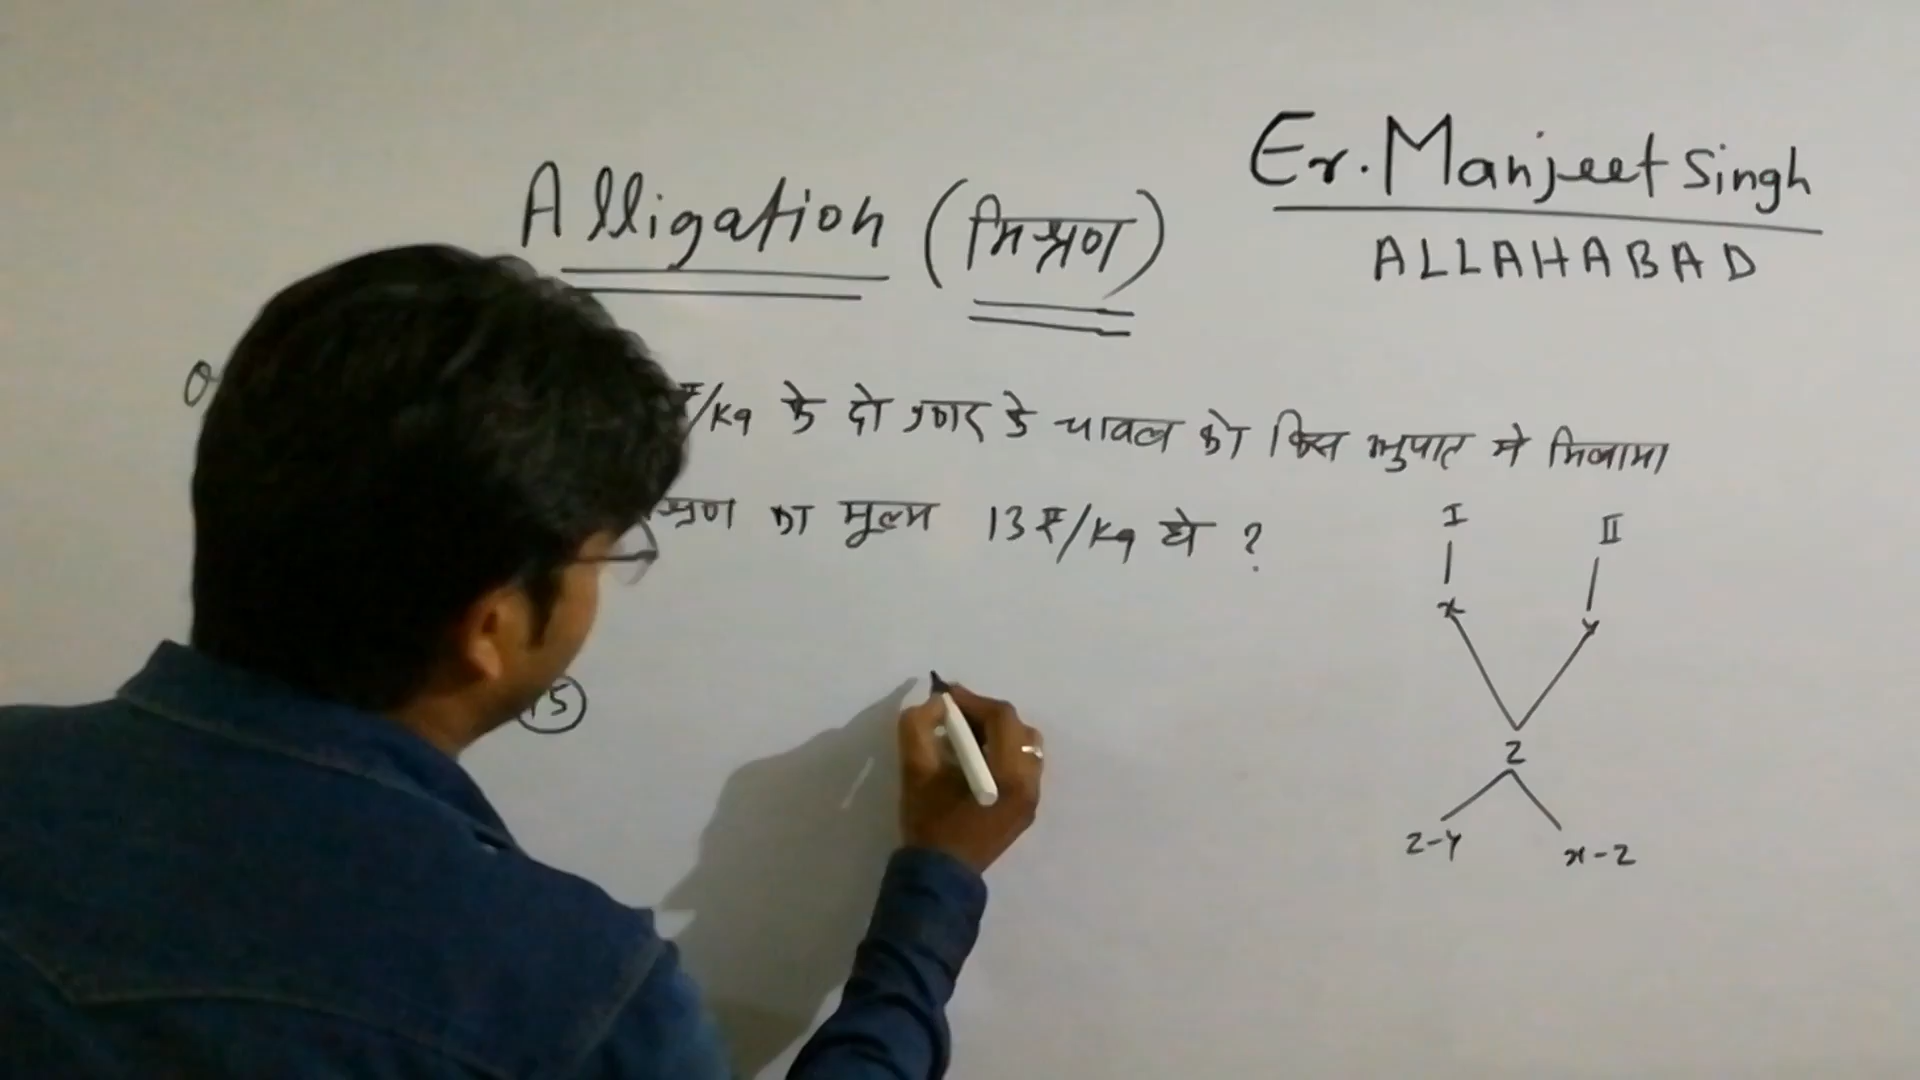 Alligation (मिश्रण)
Er. Manjeet Singh
ALLAHABAD
₹/Kg के दो प्रकार के चावल को किस अनुपात मे मिलाया
श्रण का मूल्य 13 ₹/Kg हो ?
I II
x y
z
z-y x-z
15